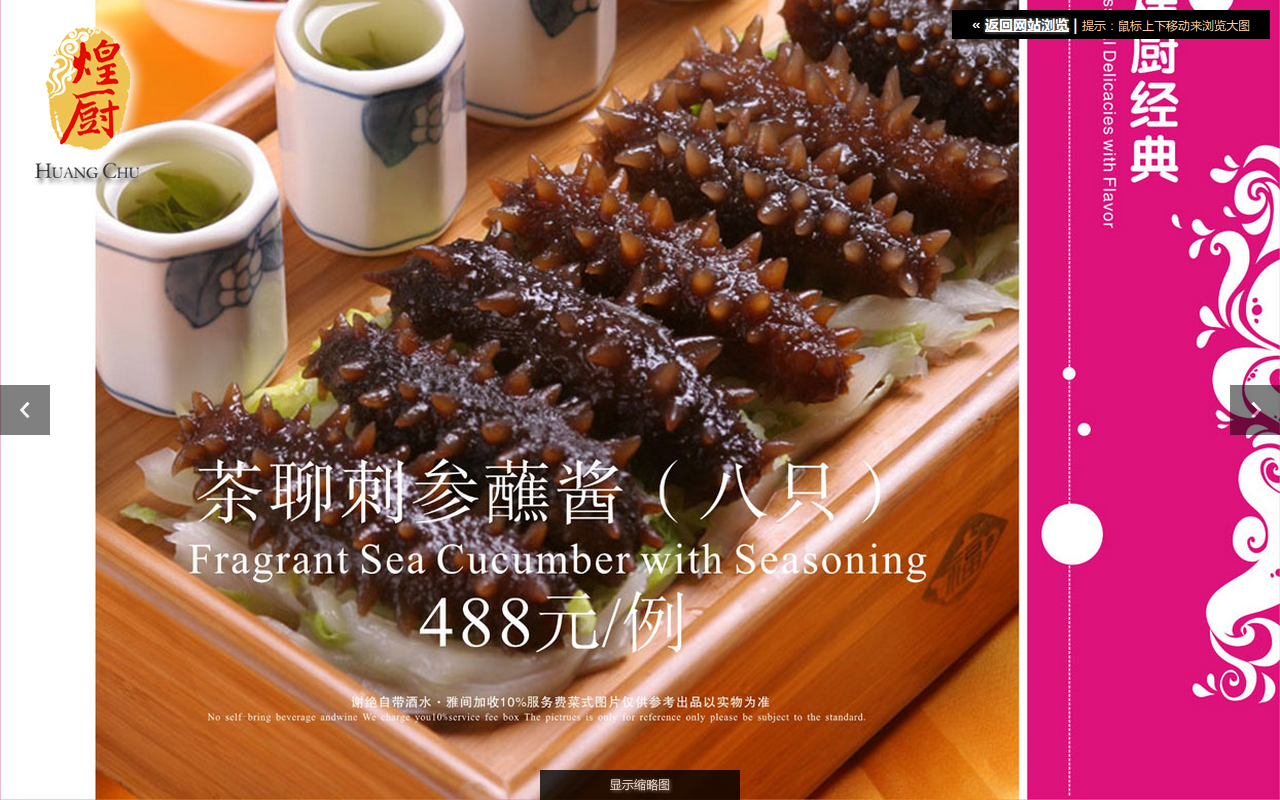 煌厨
HUANG CHU
« 返回网站浏览 | 提示：鼠标上下移动来浏览大图
厨经典
l Delicacies with Flavor
茶聊刺参蘸酱（八只）
Fragrant Sea Cucumber with Seasoning
488元/例
谢绝自带酒水·雅间加收10%服务费菜式图片仅供参考出品以实物为准
No self bring beverage andwine We charge you10%service fee box The pictrues is only for reference only please be subject to the standard.
福
显示缩略图